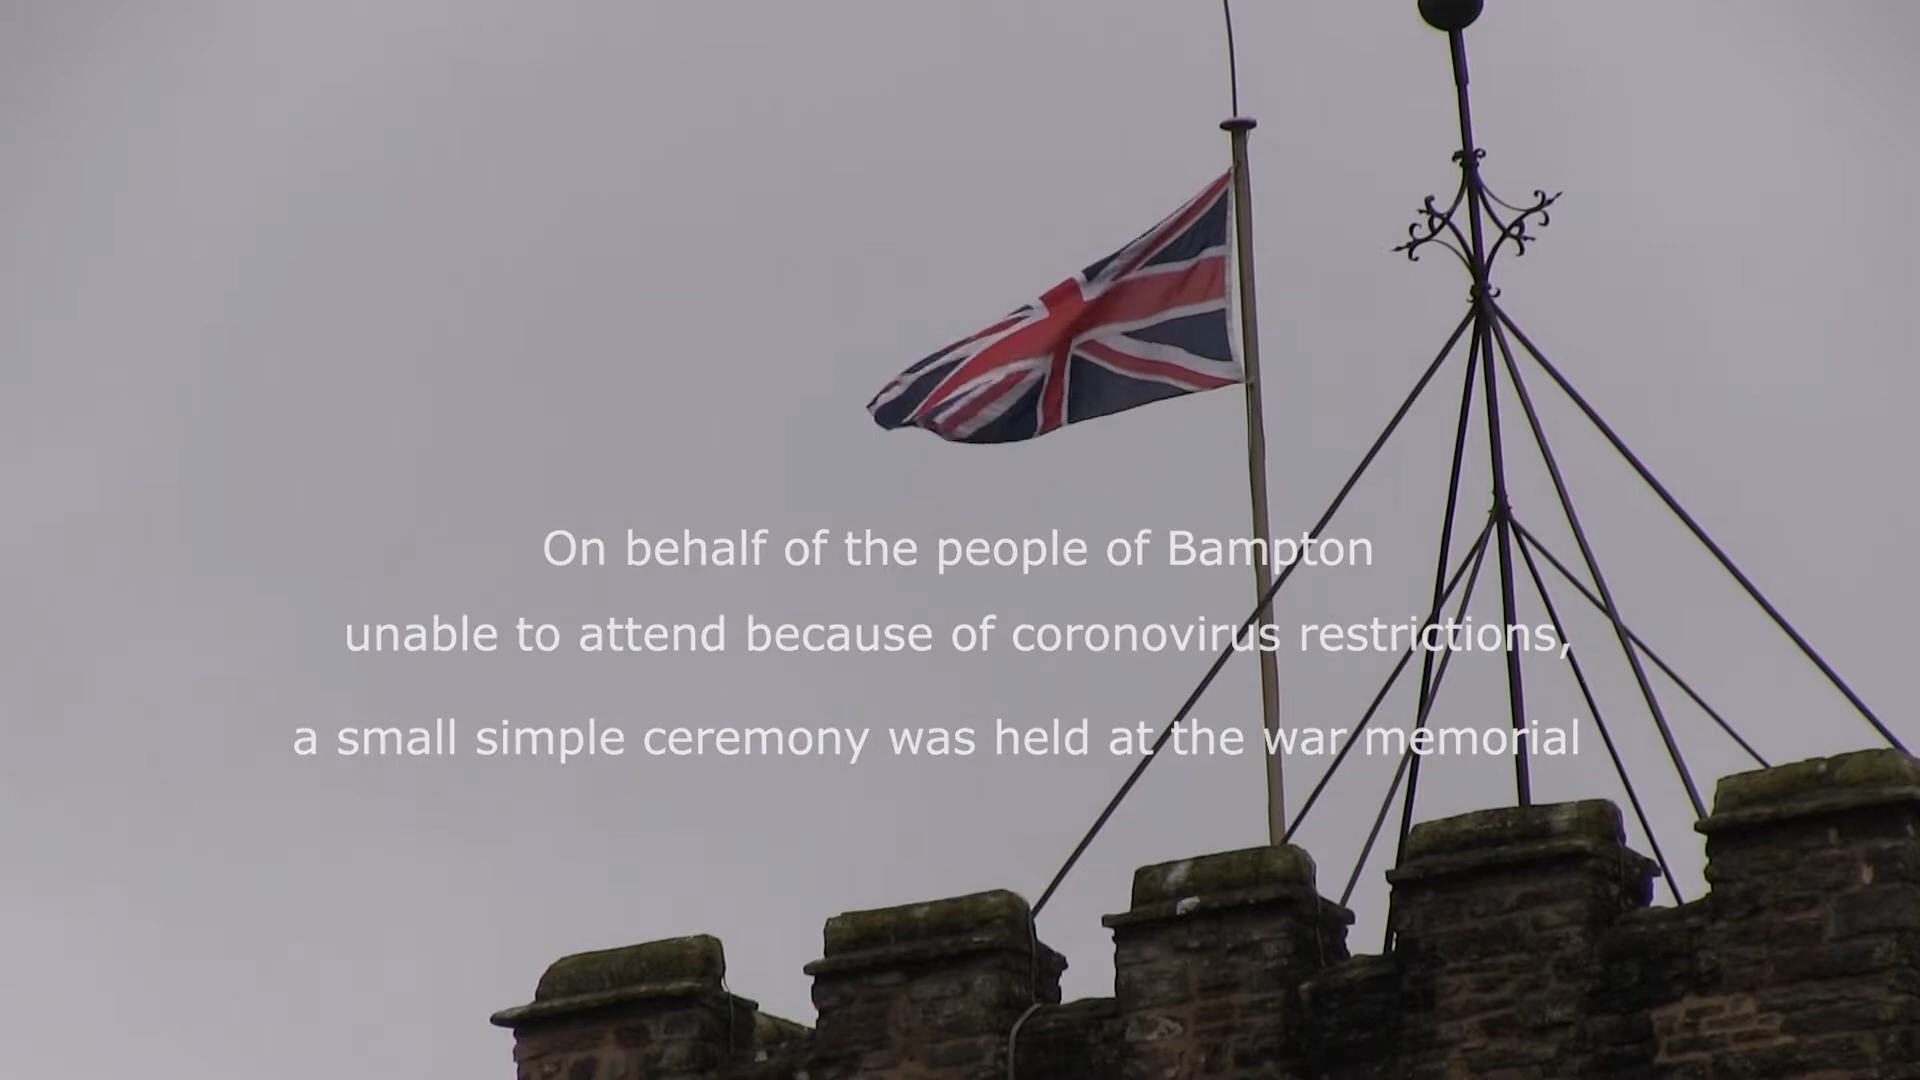 On behalf of the people of Bampton
unable to attend because of coronovirus restrictions,
a small simple ceremony was held at the war memorial